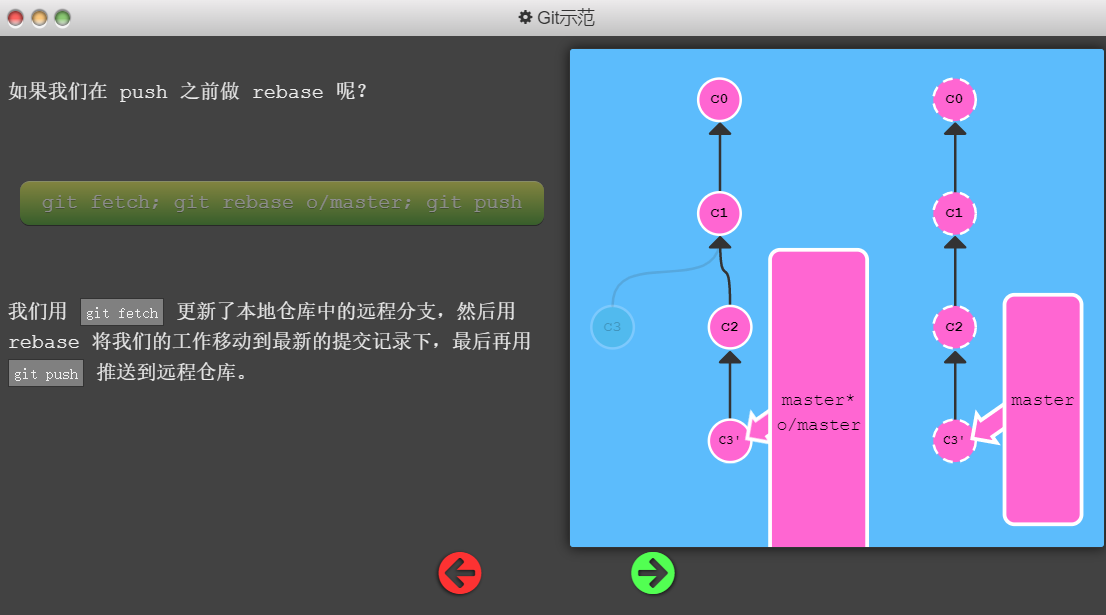 Git示范
如果我们在 push 之前做 rebase 呢？
git fetch; git rebase o/master; git push
我们用 git fetch 更新了本地仓库中的远程分支，然后用
rebase 将我们的工作移动到最新的提交记录下，最后再用
git push 推送到远程仓库。
C0
C1
C3
C2
C3'
master*
o/master
C0
C1
C2
C3'
master